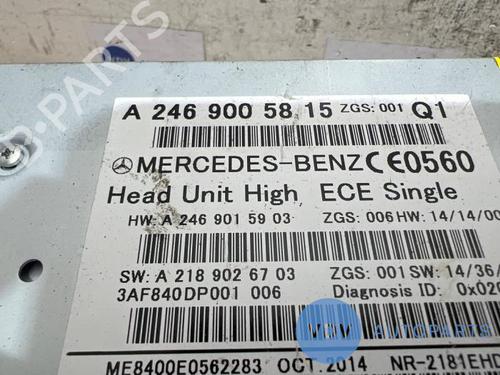 A 246 900 58 15 ZGS: 001 Q1
MERCEDES-BENZ CE0560
Head Unit High, ECE Single
HW: A 246 901 59 03 ZGS: 006 HW: 14/14/00
SW: A 218 902 67 03 ZGS: 001 SW: 14/36/
3AF840DP001 006 Diagnosis ID: 0x020
VDV
AUTOPARTS
ME8400E0562283 OCT.2014 NR-2181EHD
B-PARTS